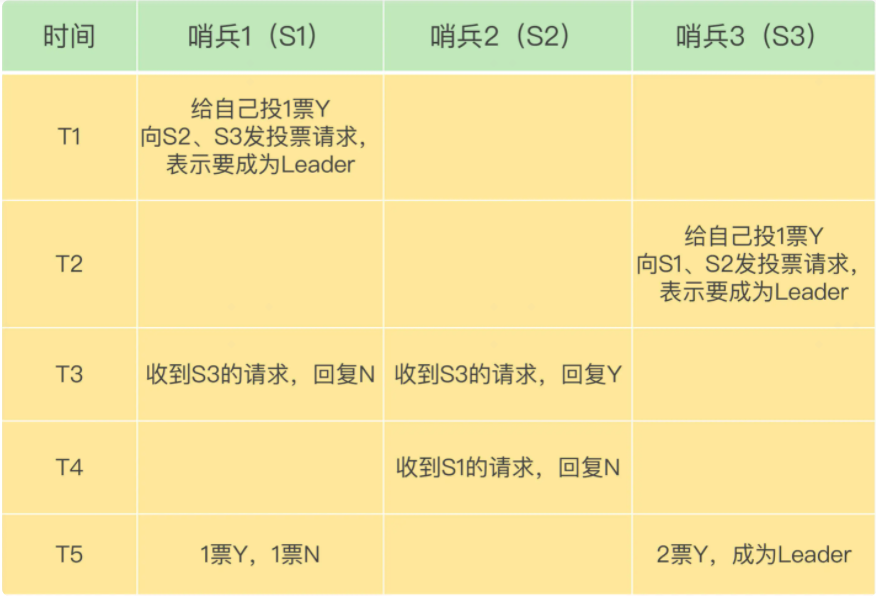 时间 哨兵1（S1） 哨兵2（S2） 哨兵3（S3）
T1
给自己投1票Y
向S2、S3发投票请求，
表示要成为Leader
T2
给自己投1票Y
向S1、S2发投票请求，
表示要成为Leader
T3 收到S3的请求，回复N 收到S3的请求，回复Y
T4 收到S1的请求，回复N
T5 1票Y，1票N 2票Y，成为Leader